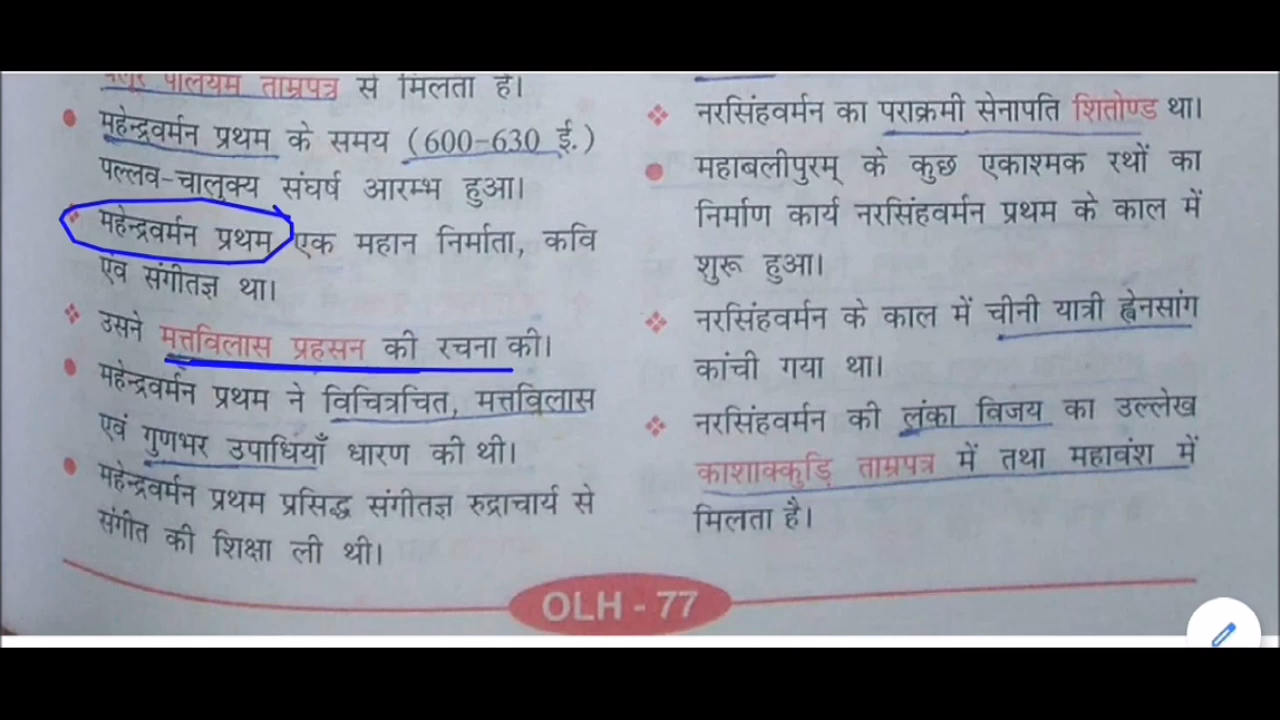 पालयम ताम्रपत्र से मिलता है।
महेन्द्रवर्मन प्रथम के समय (600-630 ई.)
पल्लव-चालुक्य संघर्ष आरम्भ हुआ।
महेन्द्रवर्मन प्रथम एक महान निर्माता, कवि
एवं संगीतज्ञ था।
उसने मत्तविलास प्रहसन की रचना की।
महेन्द्रवर्मन प्रथम ने विचित्रचित, मत्तविलास
एवं गुणभर उपाधियाँ धारण की थी।
महेन्द्रवर्मन प्रथम प्रसिद्ध संगीतज्ञ रुद्राचार्य से
संगीत की शिक्षा ली थी।
नरसिंहवर्मन का पराक्रमी सेनापति शितोण्ड था।
महाबलीपुरम् के कुछ एकाश्मक रथों का
निर्माण कार्य नरसिंहवर्मन प्रथम के काल में
शुरू हुआ।
नरसिंहवर्मन के काल में चीनी यात्री ह्वेनसांग
कांची गया था।
नरसिंहवर्मन की लंका विजय का उल्लेख
काशाक्कुड़ि ताम्रपत्र में तथा महावंश में
मिलता है।
OLH - 77